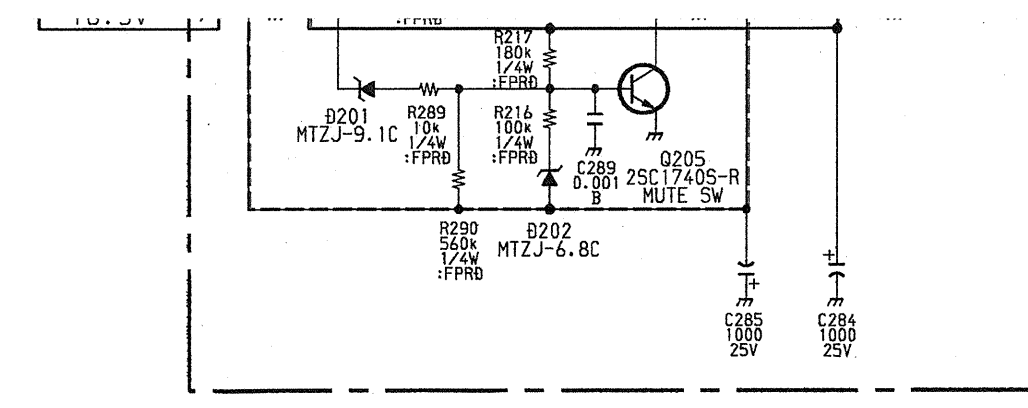 :FPRD
R217
180k
1/4W
:FPRD
D201
MTZJ-9.1C
R289
10k
1/4W
:FPRD
R216
100k
1/4W
:FPRD
C289
0.001
B
Q205
2SC1740S-R
MUTE SW
R290
560k
1/4W
:FPRD
D202
MTZJ-6.8C
+
+
C285
1000
25V
C284
1000
25V